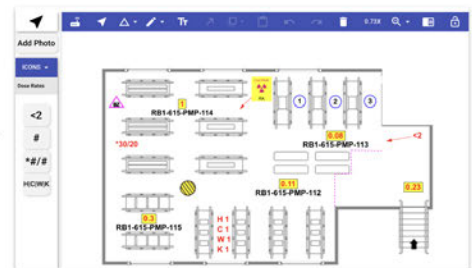 Tr
0.73X
Add Photo
ICONS
Dose Rates
<2
#
*#/#
H|C|W|K
1
RB1-615-PMP-114
1
2
3
*30/20
0.08
<2
RB1-615-PMP-113
0.11
RB1-615-PMP-112
0.23
0.3
RB1-615-PMP-115
H 1
C 1
W 1
K 1